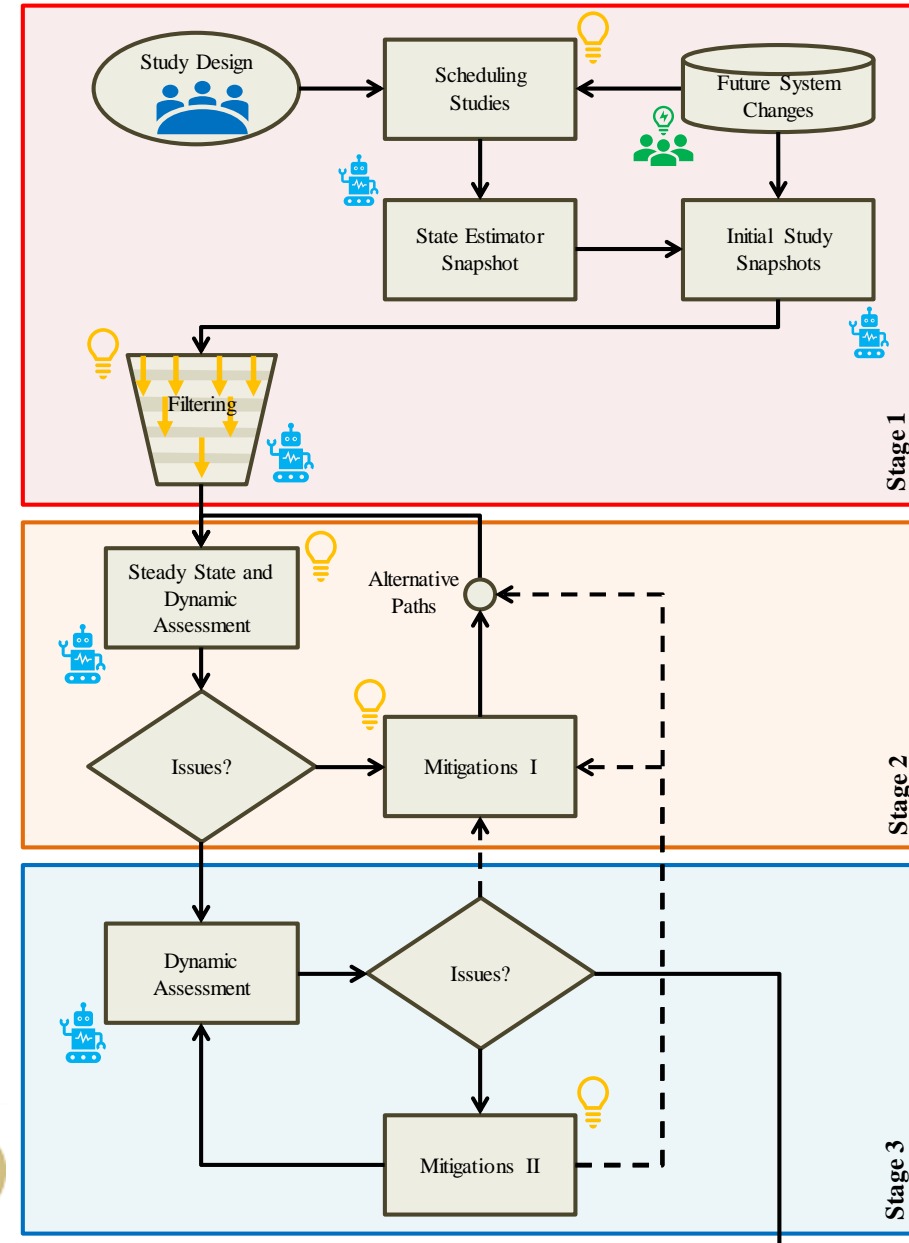 Study Design
Scheduling
Studies
Future System
Changes
State Estimator
Snapshot
Initial Study
Snapshots
Filtering
Stage 1
Steady State and
Dynamic
Assessment
Alternative
Paths
Issues?
Mitigations I
Stage 2
Dynamic
Assessment
Issues?
Mitigations II
Stage 3